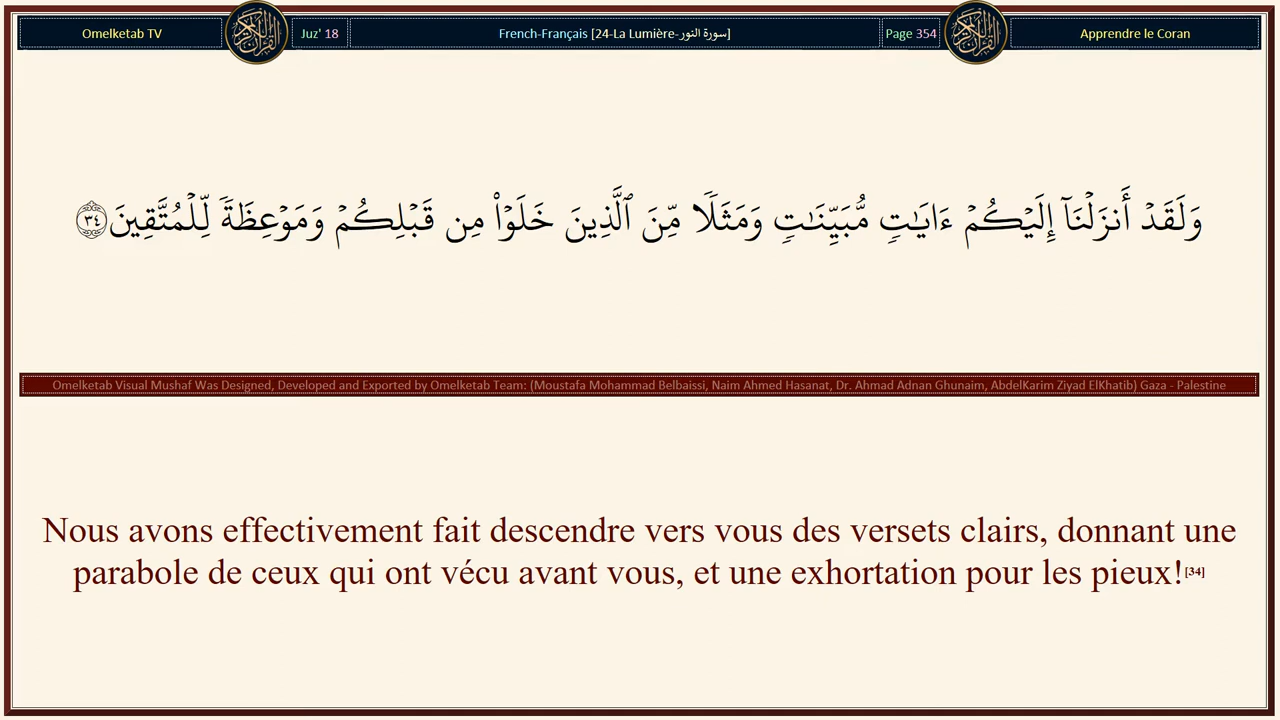 Omelketab TV
Juz' 18
French-Français [24-La Lumière-سورة النور]
Page 354
Apprendre le Coran
وَلَقَدۡ أَنزَلۡنَآ إِلَيۡكُمۡ ءَايَٰتٖ مُّبَيِّنَٰتٖ وَمَثَلٗا مِّنَ ٱلَّذِينَ خَلَوۡاْ مِن قَبۡلِكُمۡ وَمَوۡعِظَةٗ لِّلۡمُتَّقِينَ ٣٤
Omelketab Visual Mushaf Was Designed, Developed and Exported by Omelketab Team: (Moustafa Mohammad Belbaissi, Naim Ahmed Hasanat, Dr. Ahmad Adnan Ghunaim, AbdelKarim Ziyad ElKhatib) Gaza - Palestine
Nous avons effectivement fait descendre vers vous des versets clairs, donnant une
parabole de ceux qui ont vécu avant vous, et une exhortation pour les pieux![34]